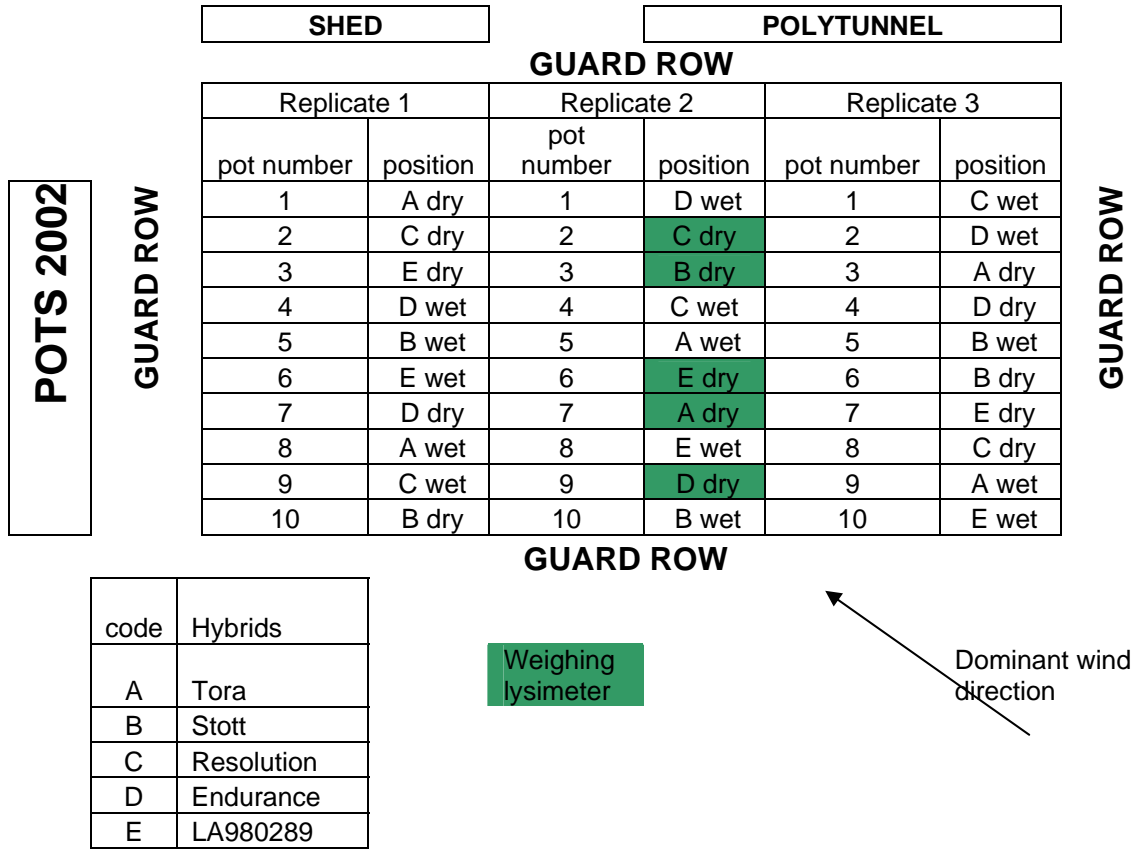 SHED POLYTUNNEL
GUARD ROW
Replicate 1 Replicate 2 Replicate 3
pot number position pot number position pot number position
1 A dry 1 D wet 1 C wet
2 C dry 2 C dry 2 D wet
3 E dry 3 B dry 3 A dry
4 D wet 4 C wet 4 D dry
5 B wet 5 A wet 5 B wet
6 E wet 6 E dry 6 B dry
7 D dry 7 A dry 7 E dry
8 A wet 8 E wet 8 C dry
9 C wet 9 D dry 9 A wet
10 B dry 10 B wet 10 E wet
POTS 2002
GUARD ROW
GUARD ROW
GUARD ROW
code Hybrids
A Tora
B Stott
C Resolution
D Endurance
E LA980289
Weighing
lysimeter
Dominant wind
direction